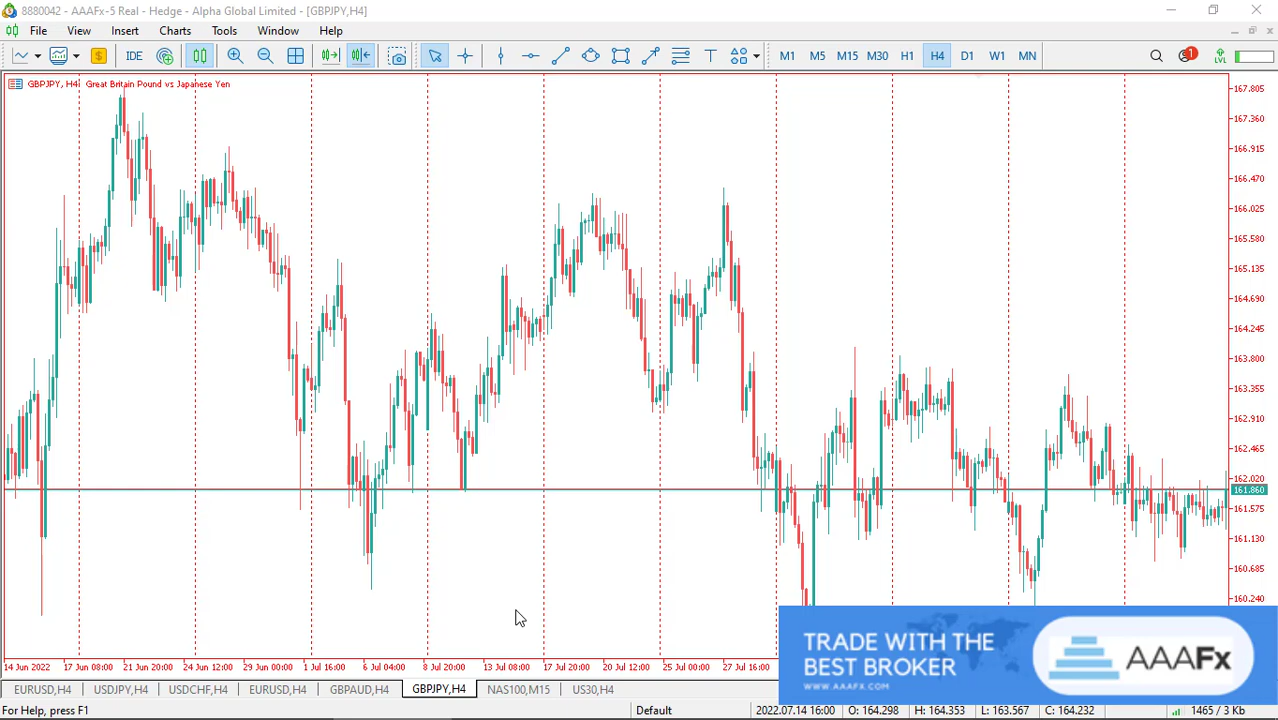 8880042 - AAAFx-5 Real - Hedge - Alpha Global Limited - [GBPJPY,H4]
File View Insert Charts Tools Window Help
IDE M1 M5 M15 M30 H1 H4 D1 W1 MN 1 LVL
GBPJPY, H4: Great Britain Pound vs Japanese Yen
167.805
167.360
166.915
166.470
166.025
165.580
165.135
164.690
164.245
163.800
163.355
162.910
162.465
162.020
161.860
161.575
161.130
160.685
160.240
14 Jun 2022 17 Jun 08:00 21 Jun 20:00 24 Jun 12:00 29 Jun 00:00 1 Jul 16:00 6 Jul 04:00 8 Jul 20:00 13 Jul 08:00 17 Jul 20:00 20 Jul 12:00 25 Jul 00:00 27 Jul 16:00
TRADE WITH THE
BEST BROKER
WWW.AAAFX.COM
AAAFx
EURUSD,H4 USDJPY,H4 USDCHF,H4 EURUSD,H4 GBPAUD,H4 GBPJPY,H4 NAS100,M15 US30,H4
For Help, press F1 Default 2022.07.14 16:00 O: 164.298 H: 164.353 L: 163.567 C: 164.232 1465 / 3 Kb